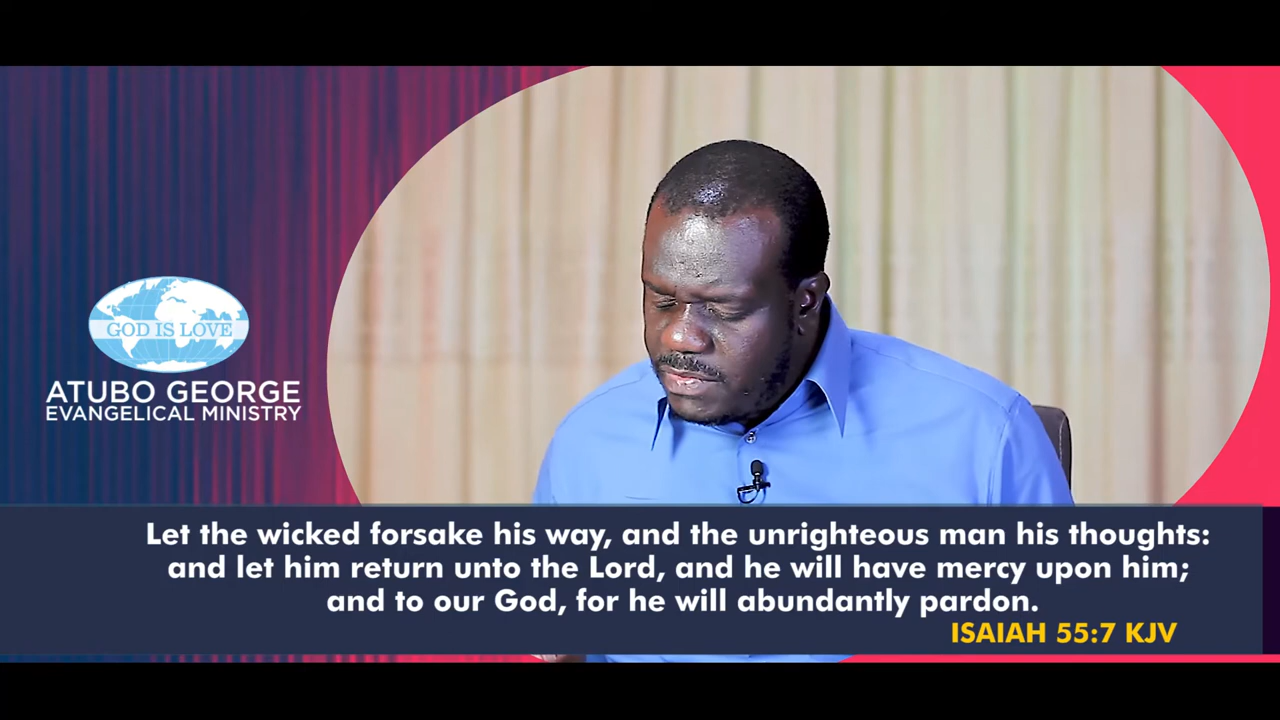 GOD IS LOVE
ATUBO GEORGE
EVANGELICAL MINISTRY
Let the wicked forsake his way, and the unrighteous man his thoughts:
and let him return unto the Lord, and he will have mercy upon him;
and to our God, for he will abundantly pardon.
ISAIAH 55:7 KJV